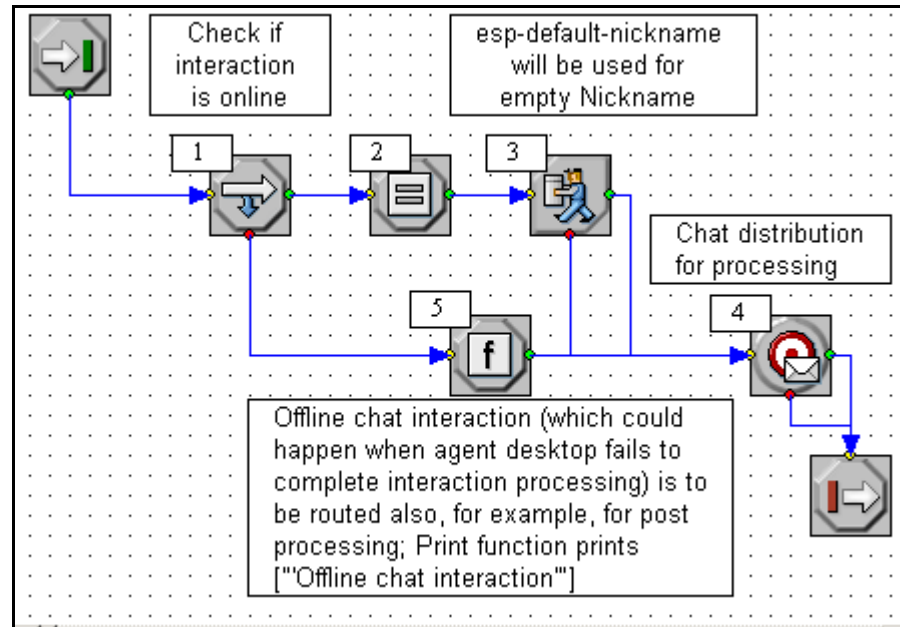 Check if
interaction
is online
esp-default-nickname
will be used for
empty Nickname
1
2
3
Chat distribution
for processing
5
4
f
Offline chat interaction (which could
happen when agent desktop fails to
complete interaction processing) is to
be routed also, for example, for post
processing; Print function prints
["'Offline chat interaction'"]